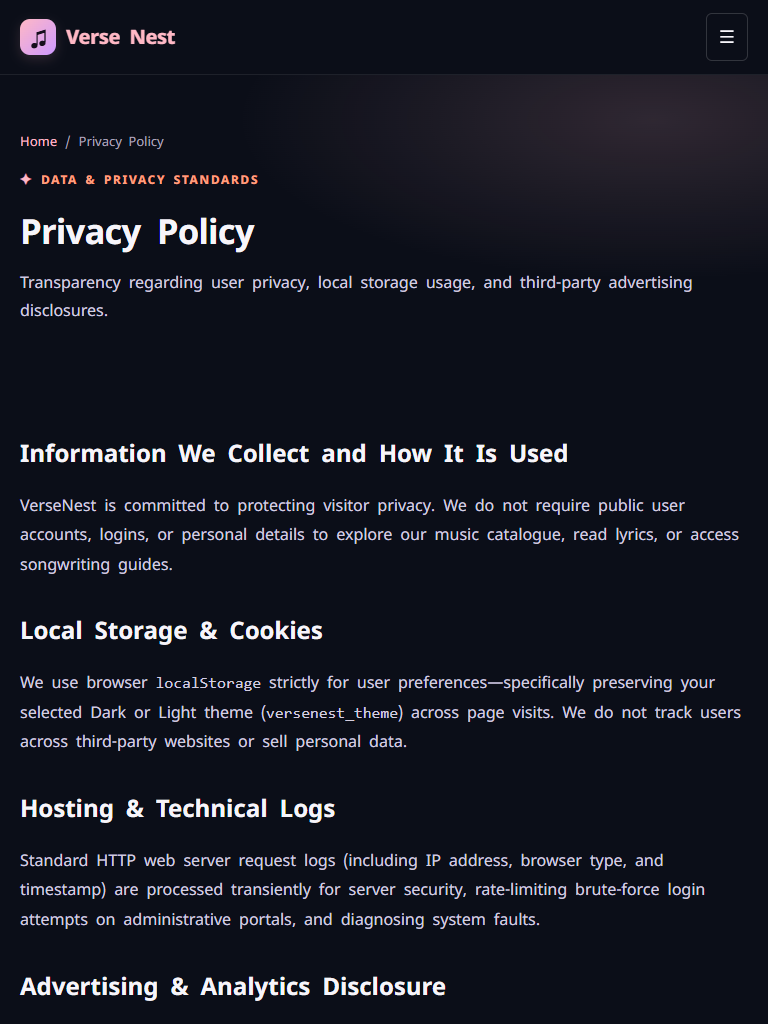 Verse Nest
Home / Privacy Policy
✦ DATA & PRIVACY STANDARDS
Privacy Policy
Transparency regarding user privacy, local storage usage, and third-party advertising
disclosures.
Information We Collect and How It Is Used
VerseNest is committed to protecting visitor privacy. We do not require public user
accounts, logins, or personal details to explore our music catalogue, read lyrics, or access
songwriting guides.
Local Storage & Cookies
We use browser localStorage strictly for user preferences—specifically preserving your
selected Dark or Light theme (versenest_theme) across page visits. We do not track users
across third-party websites or sell personal data.
Hosting & Technical Logs
Standard HTTP web server request logs (including IP address, browser type, and
timestamp) are processed transiently for server security, rate-limiting brute-force login
attempts on administrative portals, and diagnosing system faults.
Advertising & Analytics Disclosure